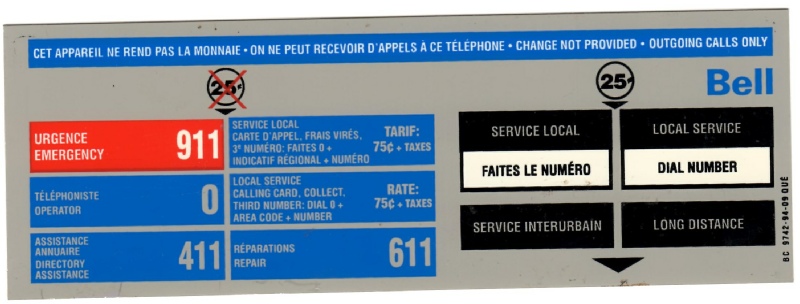 CET APPAREIL NE REND PAS LA MONNAIE • ON NE PEUT RECEVOIR D'APPELS À CE TÉLÉPHONE • CHANGE NOT PROVIDED • OUTGOING CALLS ONLY
25¢
25¢
Bell
URGENCE
EMERGENCY
911
TÉLÉPHONISTE
OPERATOR
0
ASSISTANCE
ANNUAIRE
DIRECTORY
ASSISTANCE
411
SERVICE LOCAL
CARTE D'APPEL, FRAIS VIRÉS,
3e NUMÉRO: FAITES 0 +
INDICATIF RÉGIONAL + NUMÉRO
TARIF:
75¢ + TAXES
LOCAL SERVICE
CALLING CARD, COLLECT,
THIRD NUMBER: DIAL 0 +
AREA CODE + NUMBER
RATE:
75¢ + TAXES
RÉPARATIONS
REPAIR
611
SERVICE LOCAL
FAITES LE NUMÉRO
LOCAL SERVICE
DIAL NUMBER
SERVICE INTERURBAIN
LONG DISTANCE
BC 9742-94-09 QUÉ